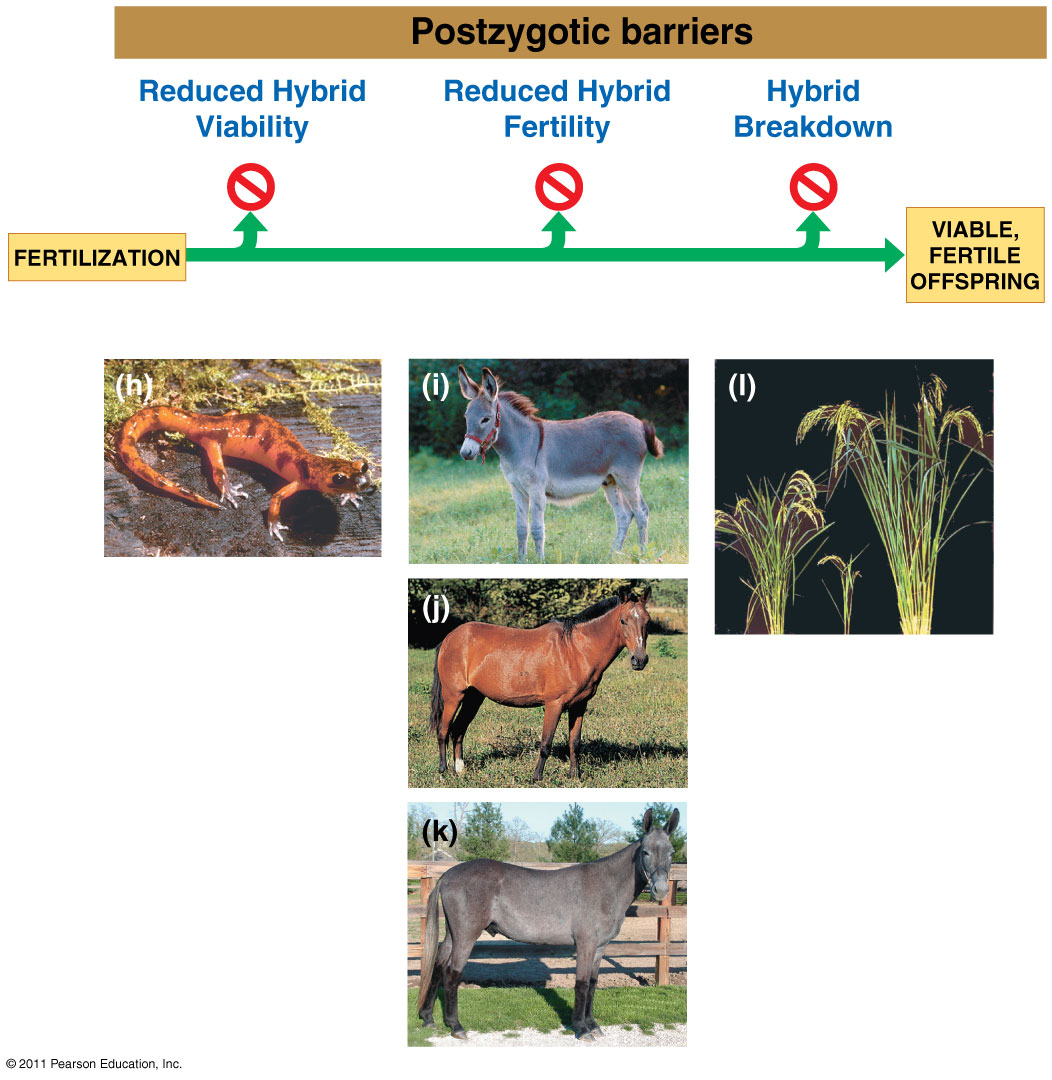 Postzygotic barriers
Reduced Hybrid
Viability
Reduced Hybrid
Fertility
Hybrid
Breakdown
FERTILIZATION
VIABLE,
FERTILE
OFFSPRING
(h)
(i)
(l)
(j)
(k)
© 2011 Pearson Education, Inc.